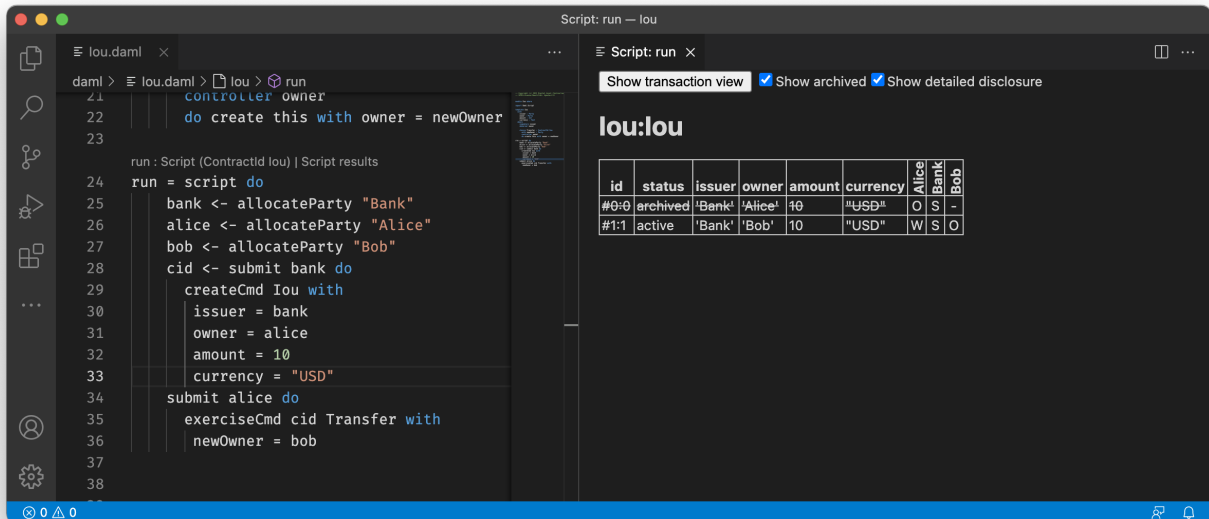 Script: run — Iou
Iou.daml
daml > Iou.daml > Iou > run
21 controller owner
22 do create this with owner = newOwner
23
run : Script (ContractId Iou) | Script results
24 run = script do
25 bank <- allocateParty "Bank"
26 alice <- allocateParty "Alice"
27 bob <- allocateParty "Bob"
28 cid <- submit bank do
29 createCmd Iou with
30 issuer = bank
31 owner = alice
32 amount = 10
33 currency = "USD"
34 submit alice do
35 exerciseCmd cid Transfer with
36 newOwner = bob
37
38
Script: run
Show transaction view Show archived Show detailed disclosure
Iou:Iou
id status issuer owner amount currency Alice Bank Bob
#0:0 archived 'Bank' 'Alice' 10 "USD" O S -
#1:1 active 'Bank' 'Bob' 10 "USD" W S O
0 0